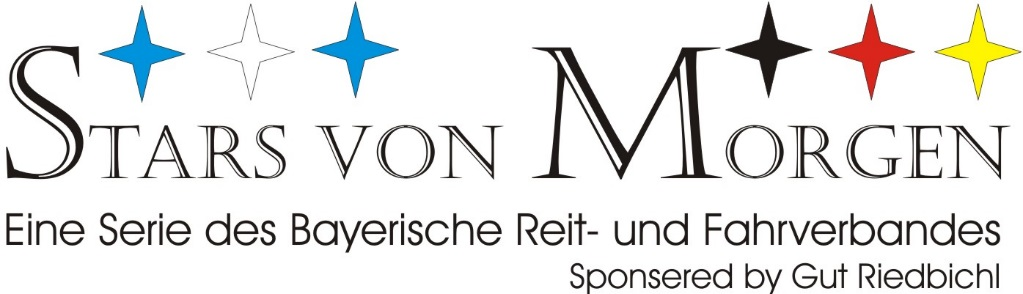 STARS VON MORGEN
Eine Serie des Bayerische Reit- und Fahrverbandes
Sponsered by Gut Riedbichl